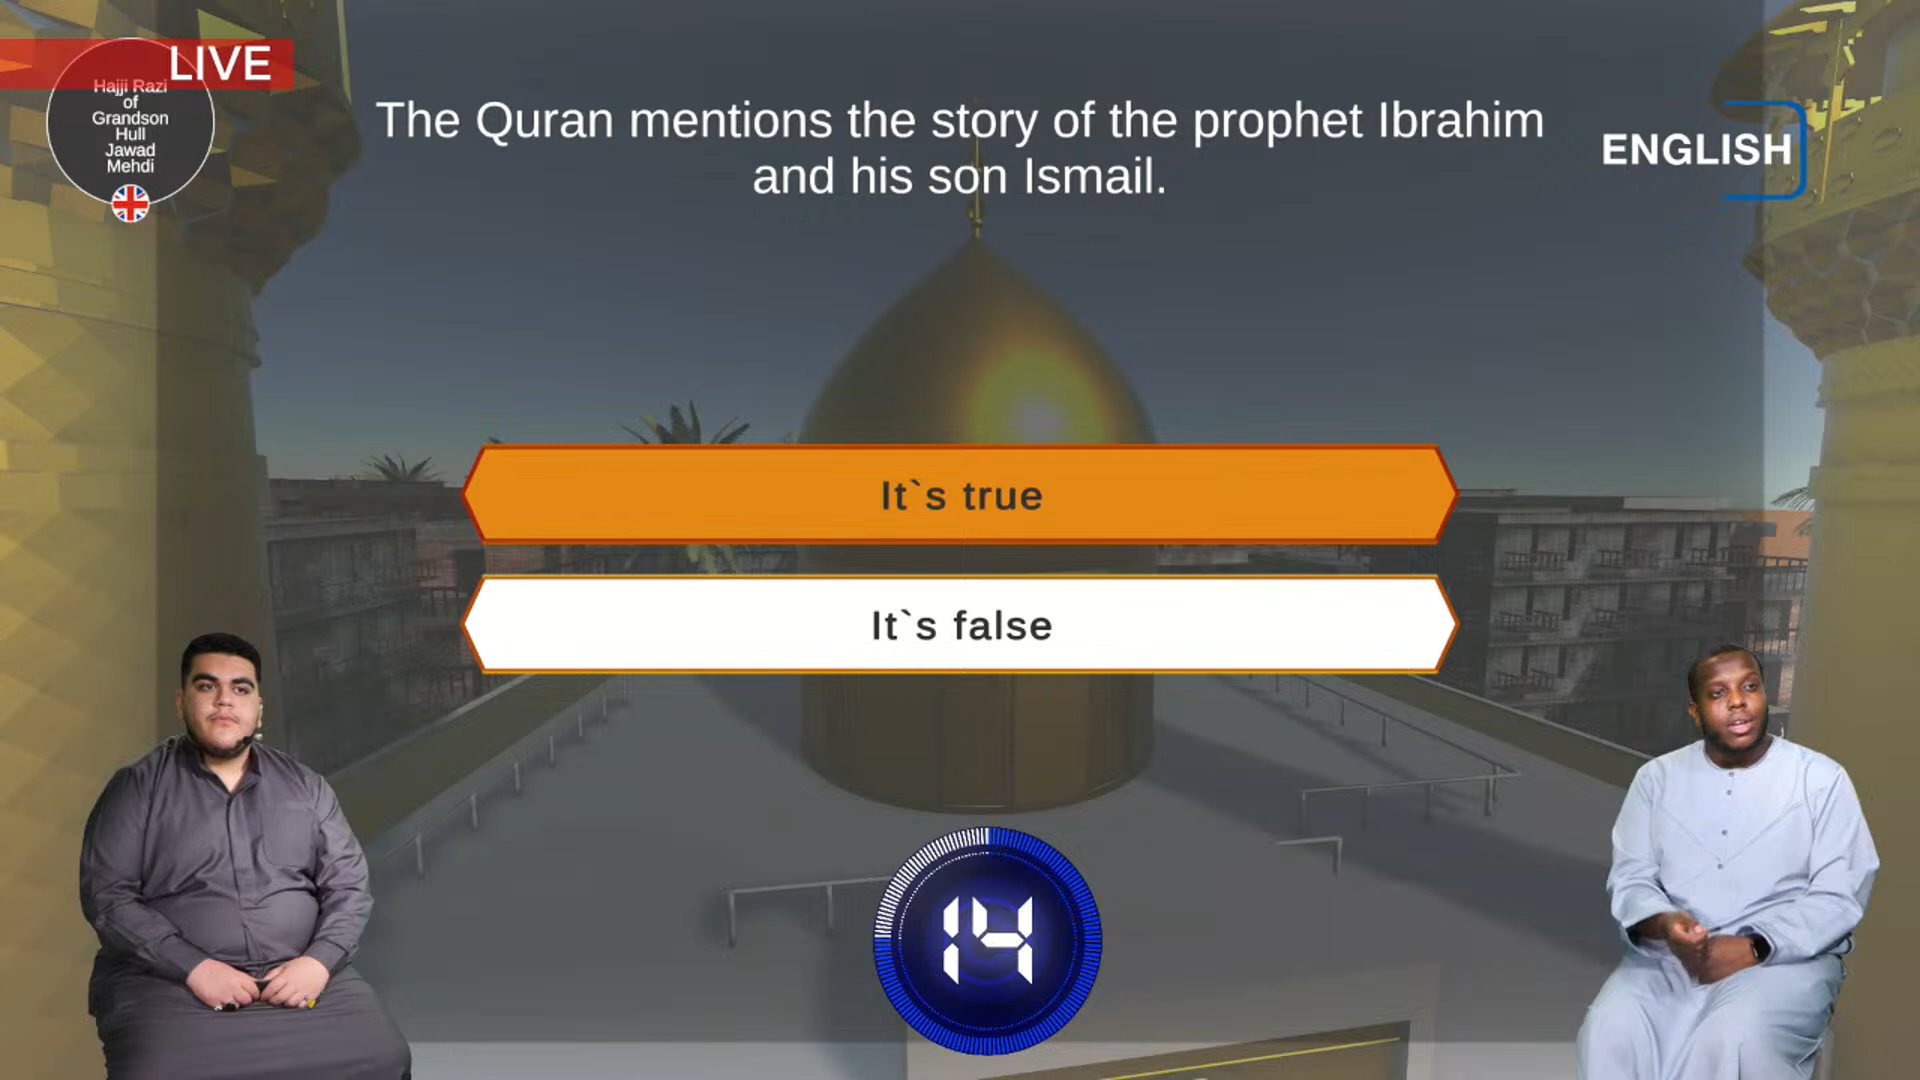 LIVE
Hajji Razi
of
Grandson
Hull
Jawad
Mehdi
The Quran mentions the story of the prophet Ibrahim
and his son Ismail.
ENGLISH
It`s true
It`s false
14